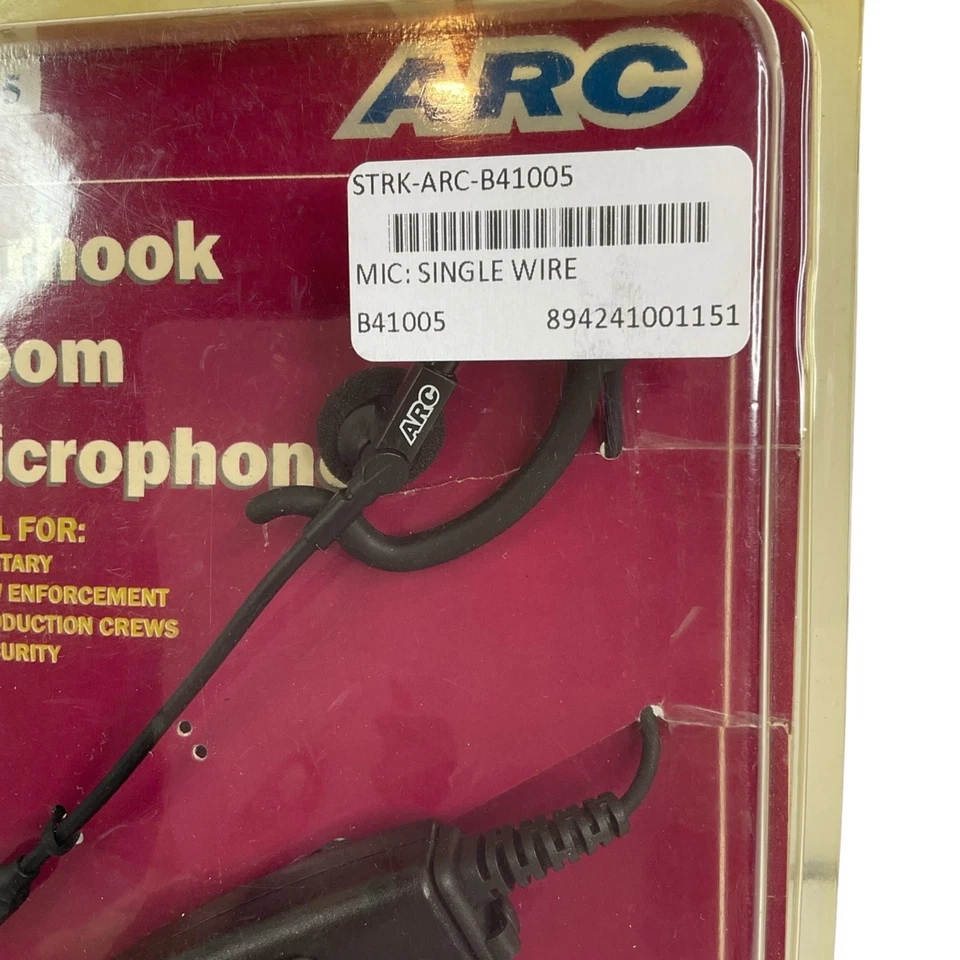 S
ARC
STRK-ARC-B41005
MIC: SINGLE WIRE
B41005 894241001151
rhook
oom
icrophone
ARC
L FOR:
TARY
ENFORCEMENT
ODUCTION CREWS
URITY